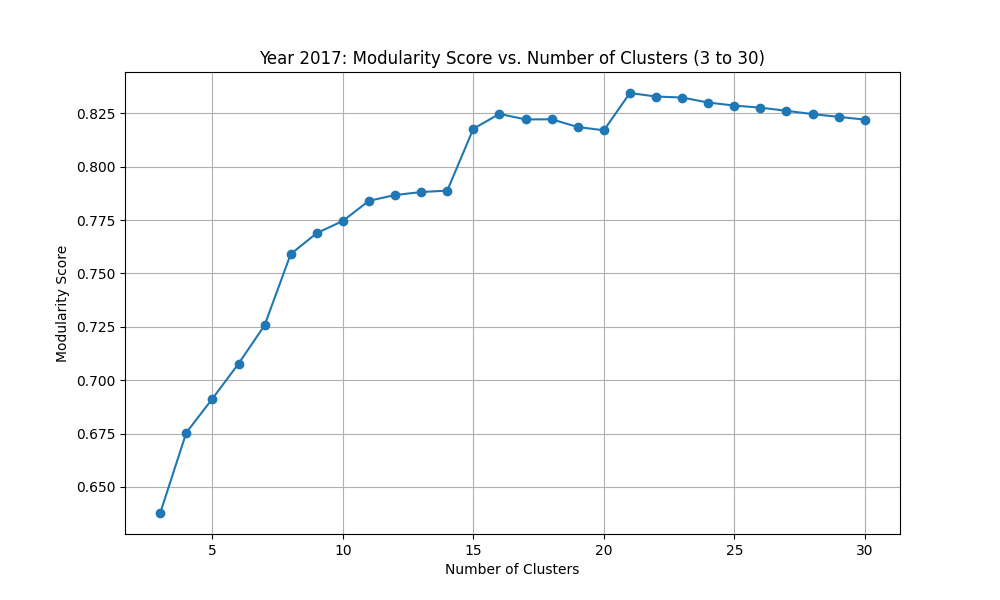 Year 2017: Modularity Score vs. Number of Clusters (3 to 30)
Modularity Score
0.825
0.800
0.775
0.750
0.725
0.700
0.675
0.650
5 10 15 20 25 30
Number of Clusters